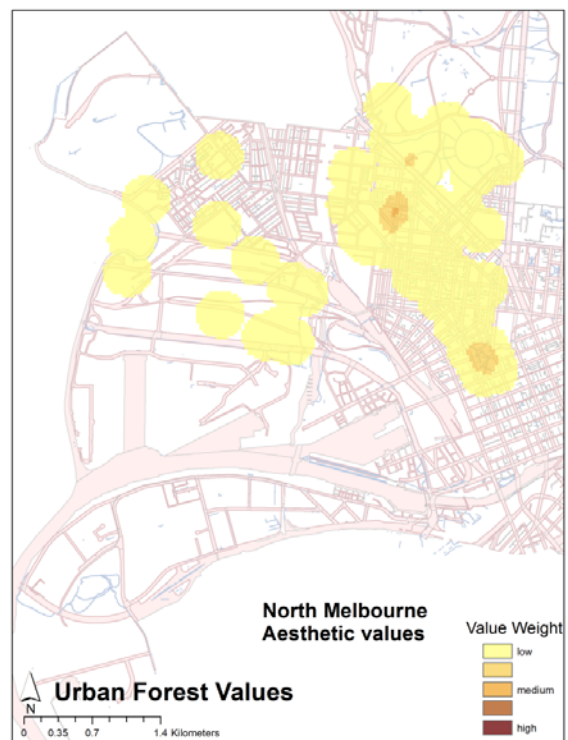 North Melbourne
Aesthetic values
Value Weight
low
medium
high
Urban Forest Values
N
0 0.35 0.7 1.4 Kilometers